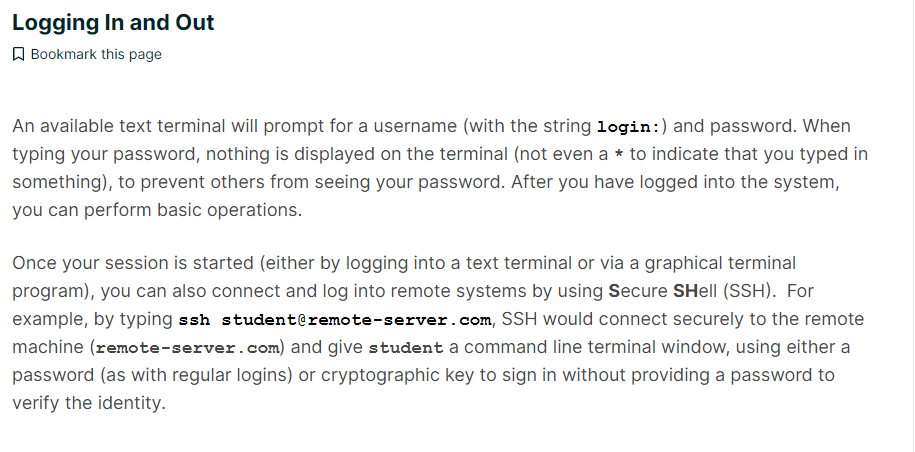 Logging In and Out
Bookmark this page
An available text terminal will prompt for a username (with the string login:) and password. When
typing your password, nothing is displayed on the terminal (not even a * to indicate that you typed in
something), to prevent others from seeing your password. After you have logged into the system,
you can perform basic operations.
Once your session is started (either by logging into a text terminal or via a graphical terminal
program), you can also connect and log into remote systems by using Secure SHell (SSH).  For
example, by typing ssh student@remote-server.com, SSH would connect securely to the remote
machine (remote-server.com) and give student a command line terminal window, using either a
password (as with regular logins) or cryptographic key to sign in without providing a password to
verify the identity.